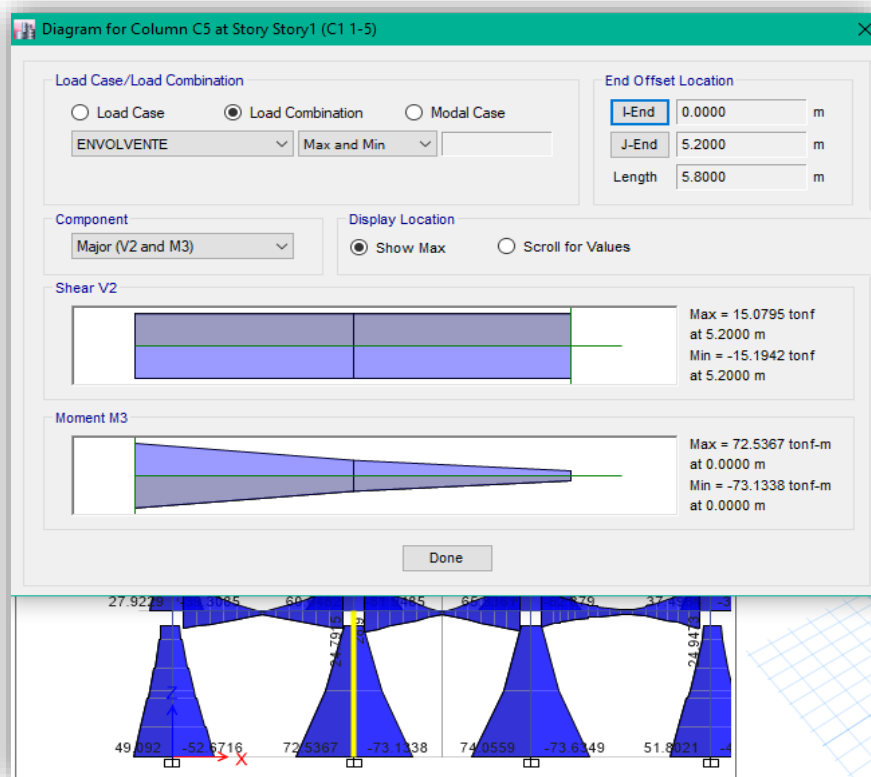 Diagram for Column C5 at Story Story1 (C1 1-5)
Load Case/Load Combination
Load Case Load Combination Modal Case
ENVOLVENTE Max and Min
End Offset Location
I-End 0.0000 m
J-End 5.2000 m
Length 5.8000 m
Component
Major (V2 and M3)
Display Location
Show Max Scroll for Values
Shear V2
Max = 15.0795 tonf
at 5.2000 m
Min = -15.1942 tonf
at 5.2000 m
Moment M3
Max = 72.5367 tonf-m
at 0.0000 m
Min = -73.1338 tonf-m
at 0.0000 m
Done
27.9229
24.7915
24.9473
Z
49.092 -52.6716 72.5367 -73.1338 74.0559 -73.6349 51.8021
X